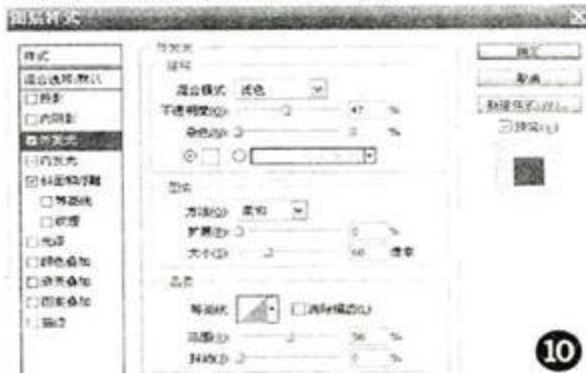 图层样式
样式
混合选项:默认
投影
内阴影
外发光
内发光
斜面和浮雕
等高线
纹理
光泽
颜色叠加
渐变叠加
图案叠加
描边
外发光
结构
混合模式 滤色
不透明度(O) 47 %
杂色(N) 0 %
图素
方法(Q) 柔和
扩展(P) 0 %
大小(S) 像素
品质
等高线 消除锯齿(L)
范围(R) %
抖动(J) 0 %
确定
取消
新建样式(W)...
预览(V)
10